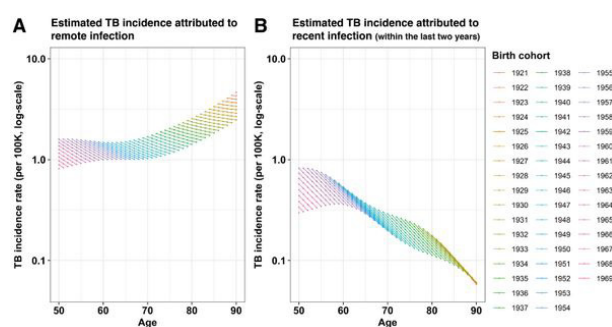 A
Estimated TB incidence attributed to
remote infection
TB incidence rate (per 100K, log-scale)
10.0
1.0
0.1
50 60 70 80 90
Age
B
Estimated TB incidence attributed to
recent infection (within the last two years)
TB incidence rate (per 100K, log-scale)
10.0
1.0
0.1
50 60 70 80 90
Age
Birth cohort
1921 1938 1955
1922 1939 1956
1923 1940 1957
1924 1941 1958
1925 1942 1959
1926 1943 1960
1927 1944 1961
1928 1945 1962
1929 1946 1963
1930 1947 1964
1931 1948 1965
1932 1949 1966
1933 1950 1967
1934 1951 1968
1935 1952 1969
1936 1953
1937 1954